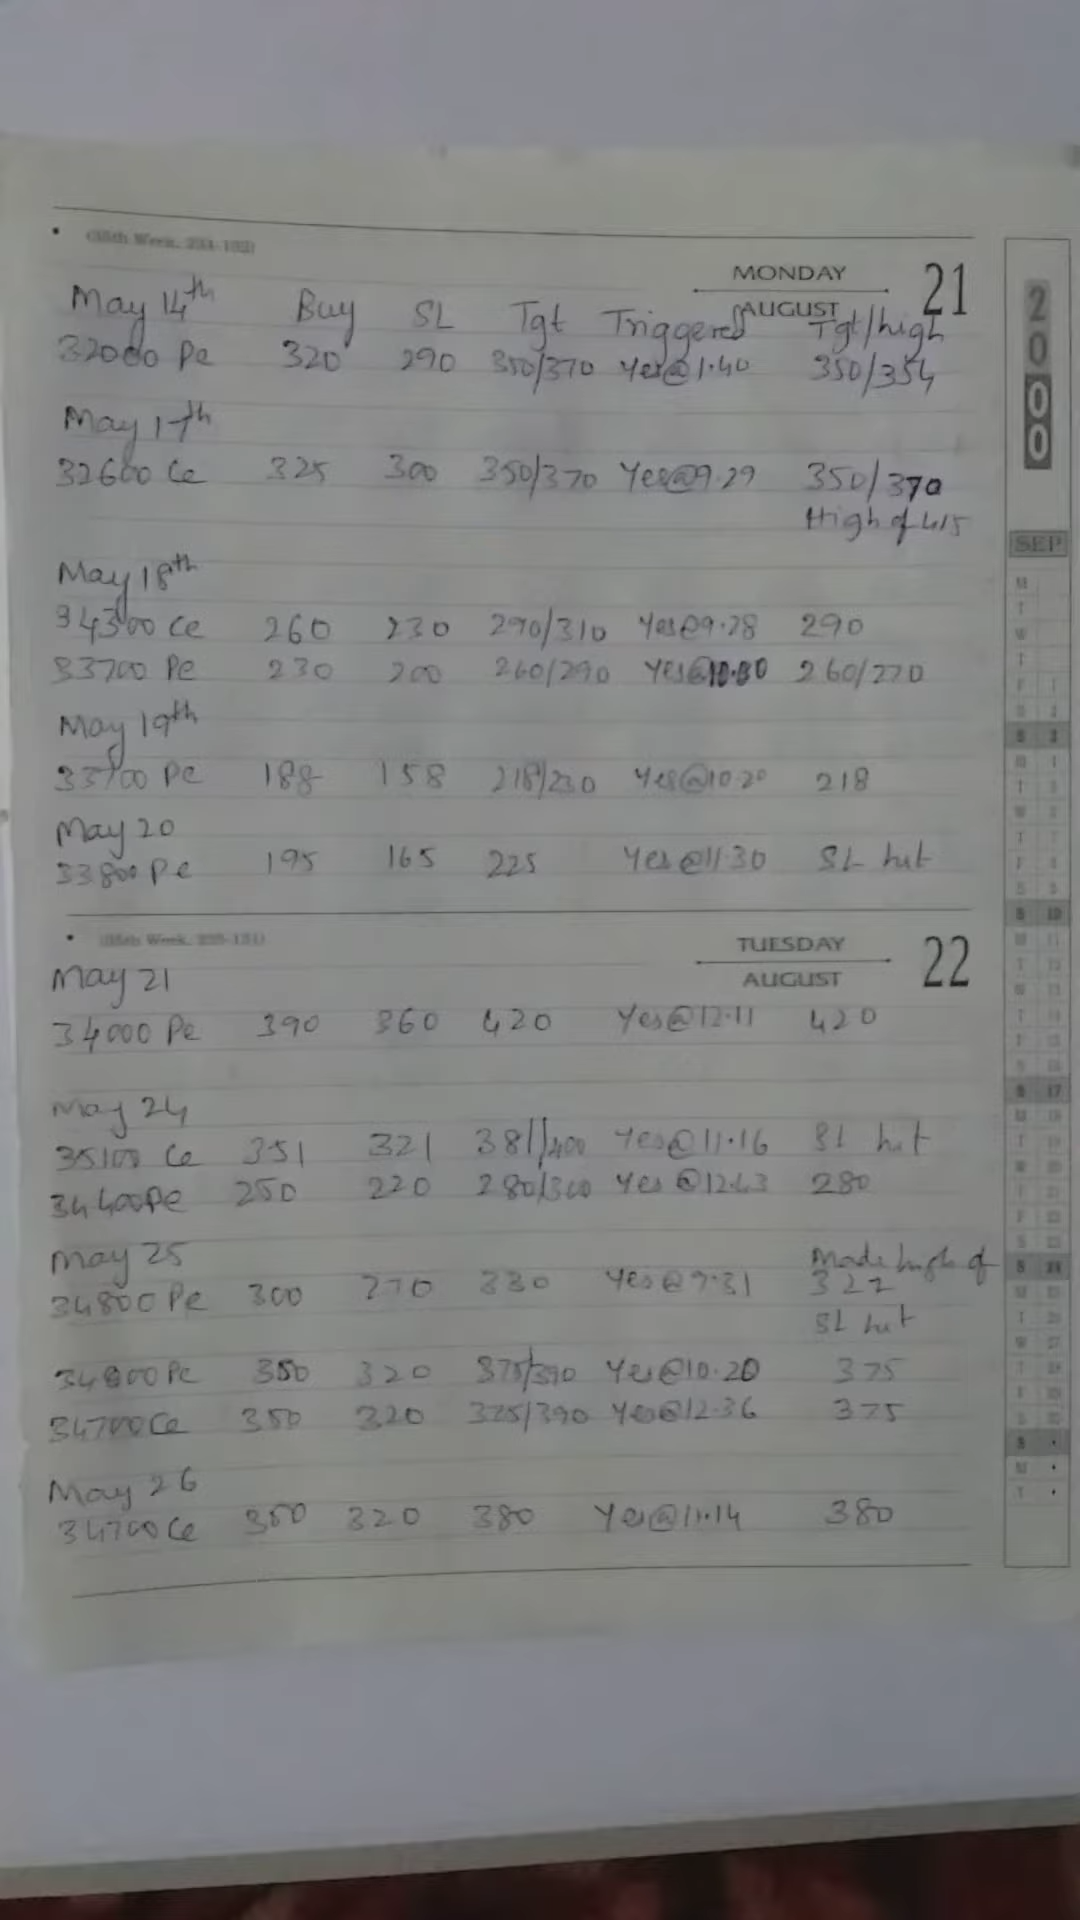 MONDAY 21
AUGUST
2000
May 14th Buy SL Tgt Triggered Tgt/high
32000 Pe 320 290 350/370 Yes@1.40 350/354
May 17th
32600 Ce 325 300 350/370 Yes@9.29 350/370
High of 415
SEP
May 18th
34300 Ce 260 230 290/310 Yes@9.28 290
33700 Pe 230 200 260/290 Yes@10.30 260/270
May 19th
33700 Pe 188 158 218/230 Yes@10.20 218
May 20
33800 Pe 195 165 225 Yes@11.30 SL hit
TUESDAY 22
AUGUST
May 21
34000 Pe 390 360 420 Yes@12.11 420
May 24
35100 Ce 351 321 381/400 Yes@11.16 SL hit
34400 Pe 250 220 280/300 Yes @12.43 280
May 25
34800 Pe 300 270 330 Yes@9.31 Made high of
322
SL hit
34800 Pe 350 320 375/390 Yes@10.20 375
34700 Ce 350 320 375/390 Yes@12.36 375
May 26
34700 Ce 350 320 380 Yes@11.14 380